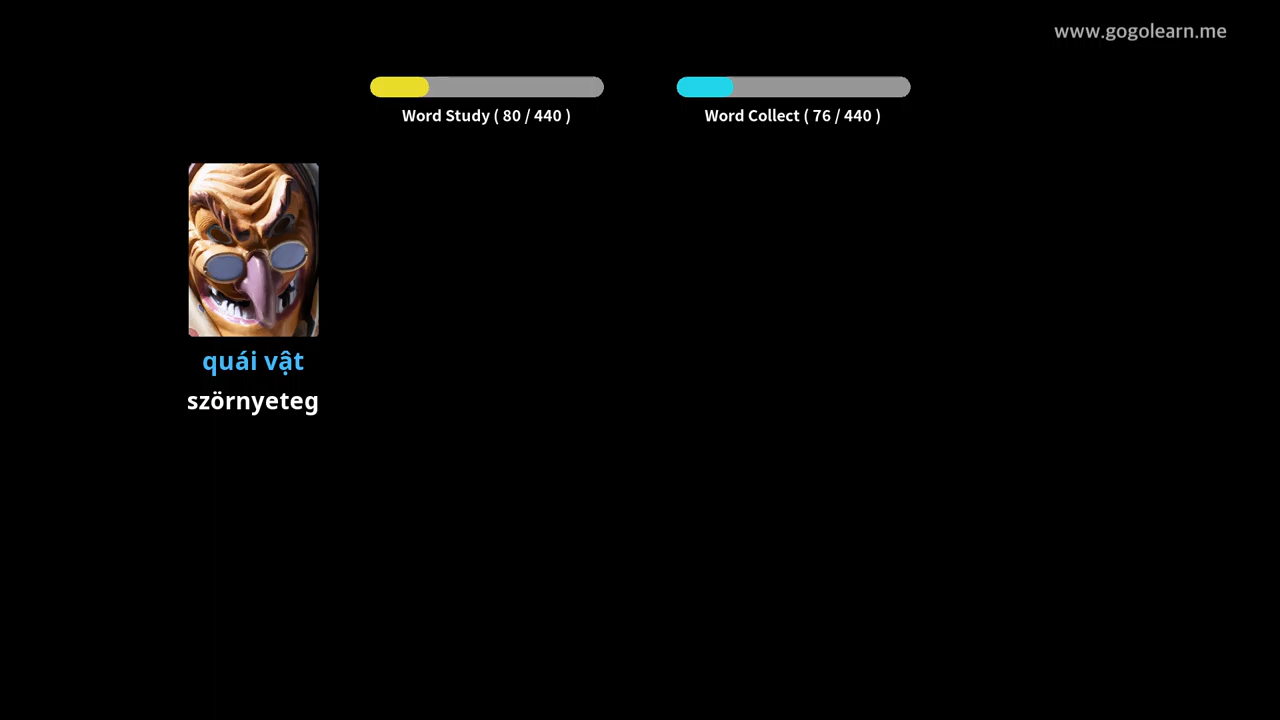 www.gogolearn.me
Word Study ( 80 / 440 )
Word Collect ( 76 / 440 )
quái vật
szörnyeteg